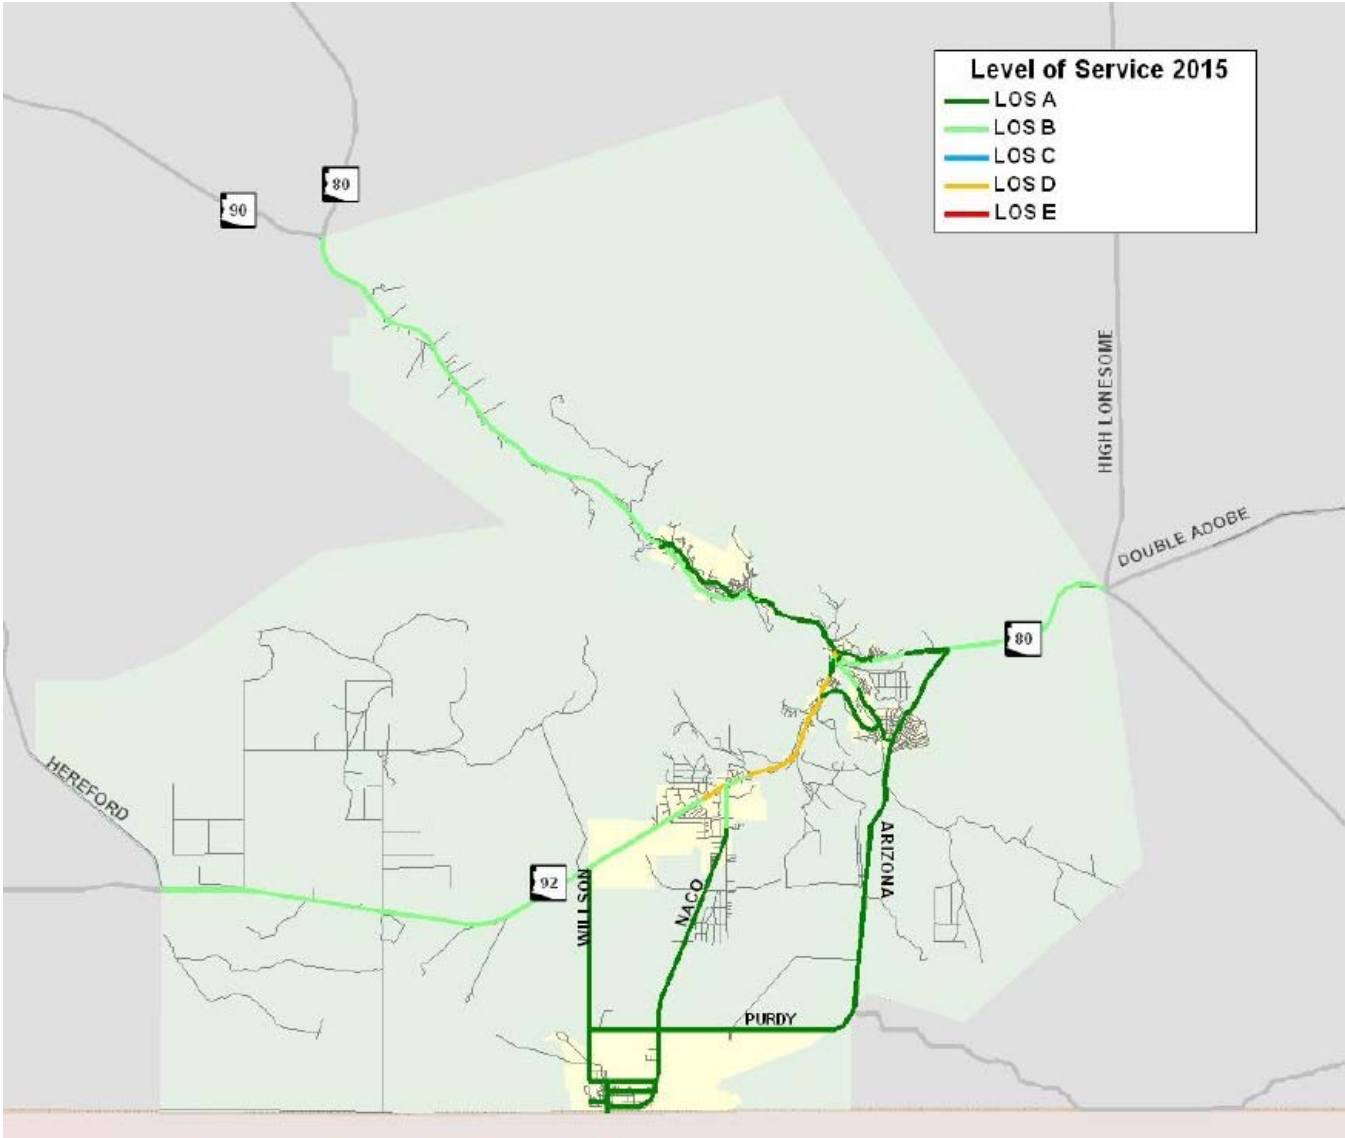 Level of Service 2015
LOS A
LOS B
LOS C
LOS D
LOS E
80
90
HIGH LONESOME
DOUBLE ADOBE
80
HEREFORD
92
WILLSON
NACO
ARIZONA
PURDY